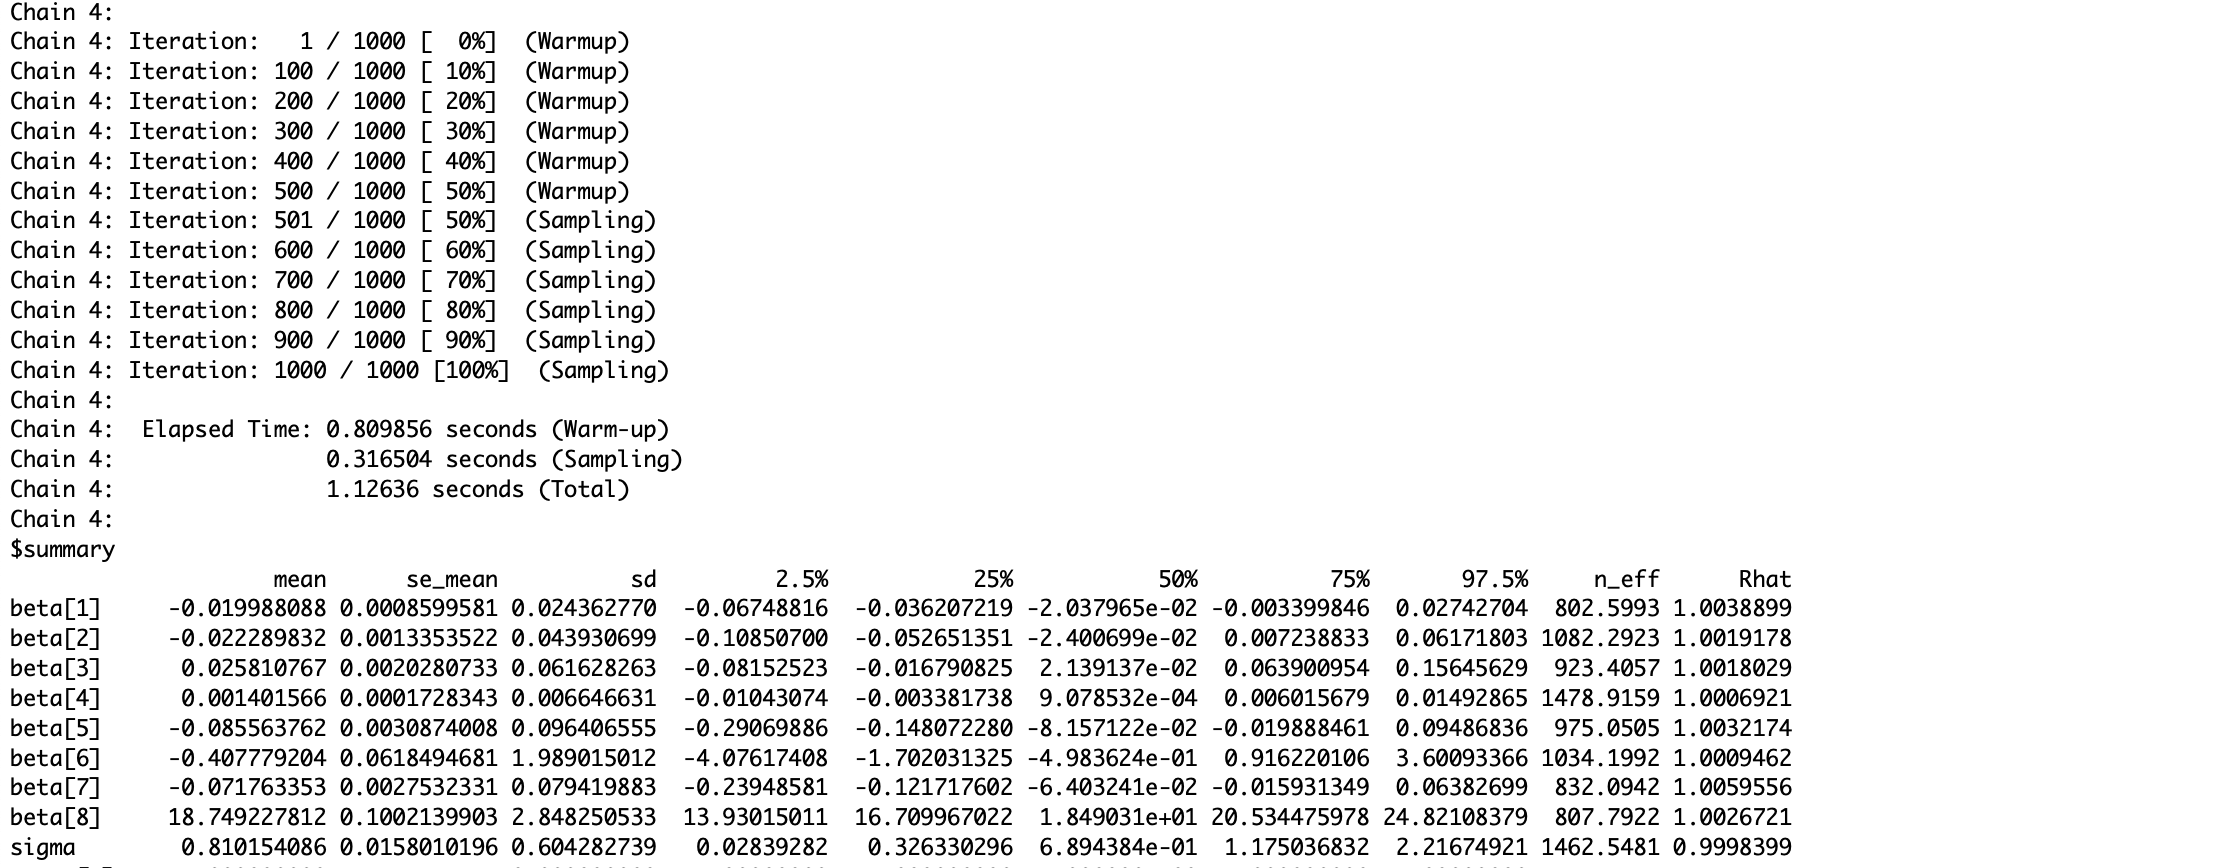 Chain 4:
Chain 4: Iteration:   1 / 1000 [  0%]  (Warmup)
Chain 4: Iteration: 100 / 1000 [ 10%]  (Warmup)
Chain 4: Iteration: 200 / 1000 [ 20%]  (Warmup)
Chain 4: Iteration: 300 / 1000 [ 30%]  (Warmup)
Chain 4: Iteration: 400 / 1000 [ 40%]  (Warmup)
Chain 4: Iteration: 500 / 1000 [ 50%]  (Warmup)
Chain 4: Iteration: 501 / 1000 [ 50%]  (Sampling)
Chain 4: Iteration: 600 / 1000 [ 60%]  (Sampling)
Chain 4: Iteration: 700 / 1000 [ 70%]  (Sampling)
Chain 4: Iteration: 800 / 1000 [ 80%]  (Sampling)
Chain 4: Iteration: 900 / 1000 [ 90%]  (Sampling)
Chain 4: Iteration: 1000 / 1000 [100%]  (Sampling)
Chain 4:
Chain 4:  Elapsed Time: 0.809856 seconds (Warm-up)
Chain 4:                0.316504 seconds (Sampling)
Chain 4:                1.12636 seconds (Total)
Chain 4:
$summary
mean se_mean sd 2.5% 25% 50% 75% 97.5% n_eff Rhat
beta[1] -0.019988088 0.0008599581 0.024362770 -0.06748816 -0.036207219 -2.037965e-02 -0.003399846 0.02742704 802.5993 1.0038899
beta[2] -0.022289832 0.0013353522 0.043930699 -0.10850700 -0.052651351 -2.400699e-02 0.007238833 0.06171803 1082.2923 1.0019178
beta[3] 0.025810767 0.0020280733 0.061628263 -0.08152523 -0.016790825 2.139137e-02 0.063900954 0.15645629 923.4057 1.0018029
beta[4] 0.001401566 0.0001728343 0.006646631 -0.01043074 -0.003381738 9.078532e-04 0.006015679 0.01492865 1478.9159 1.0006921
beta[5] -0.085563762 0.0030874008 0.096406555 -0.29069886 -0.148072280 -8.157122e-02 -0.019888461 0.09486836 975.0505 1.0032174
beta[6] -0.407779204 0.0618494681 1.989015012 -4.07617408 -1.702031325 -4.983624e-01 0.916220106 3.60093366 1034.1992 1.0009462
beta[7] -0.071763353 0.0027532331 0.079419883 -0.23948581 -0.121717602 -6.403241e-02 -0.015931349 0.06382699 832.0942 1.0059556
beta[8] 18.749227812 0.1002139903 2.848250533 13.93015011 16.709967022 1.849031e+01 20.534475978 24.82108379 807.7922 1.0026721
sigma 0.810154086 0.0158010196 0.604282739 0.02839282 0.326330296 6.894384e-01 1.175036832 2.21674921 1462.5481 0.9998399